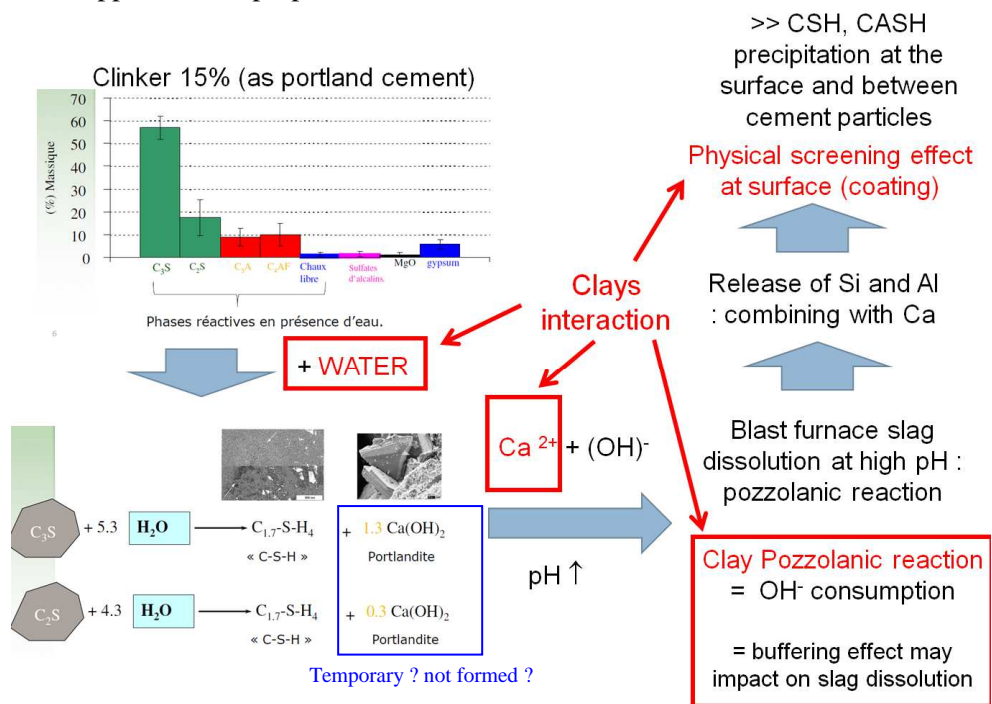 >> CSH, CASH
precipitation at the
surface and between
cement particles
Physical screening effect
at surface (coating)
Clinker 15% (as portland cement)
(%) Massique
70
60
50
40
30
20
10
0
C₃S
C₂S
C₃A
C₄AF
Chaux
libre
Sulfates
d'alcalins.
MgO
gypsum
Phases réactives en présence d'eau.
6
+ WATER
Clays
interaction
Release of Si and Al
: combining with Ca
Ca ²⁺ + (OH)⁻
Blast furnace slag
dissolution at high pH :
pozzolanic reaction
C₃S + 5.3 H₂O C₁.₇-S-H₄ + 1.3 Ca(OH)₂
« C-S-H » Portlandite
pH ↑
C₂S + 4.3 H₂O C₁.₇-S-H₄ + 0.3 Ca(OH)₂
« C-S-H » Portlandite
Temporary ? not formed ?
Clay Pozzolanic reaction
= OH⁻ consumption
= buffering effect may
impact on slag dissolution